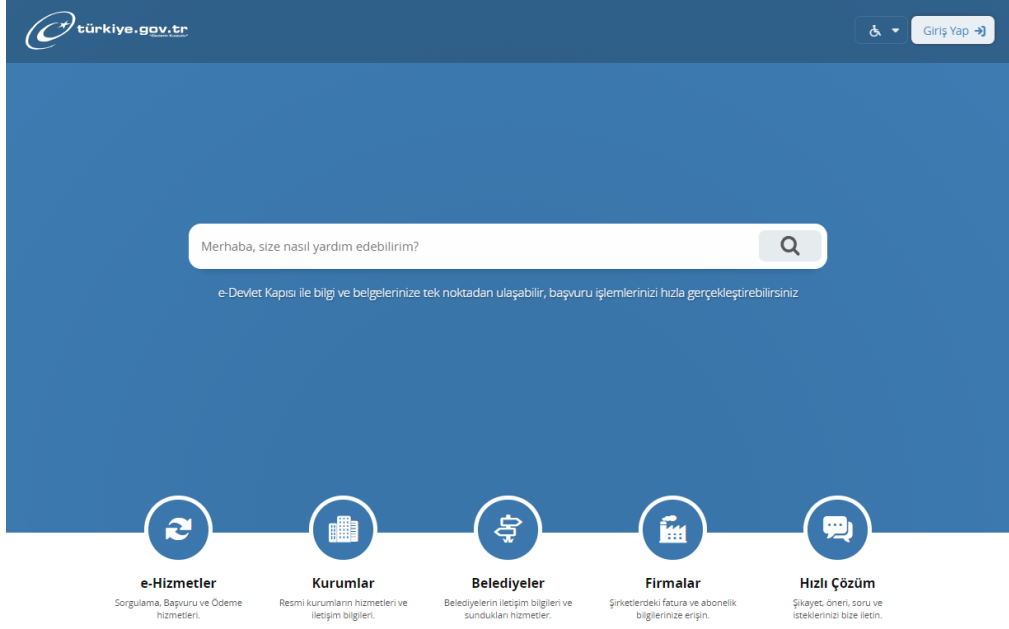 türkiye.gov.tr
Giriş Yap
Merhaba, size nasıl yardım edebilirim?
e-Devlet Kapısı ile bilgi ve belgelerinize tek noktadan ulaşabilir, başvuru işlemlerinizi hızla gerçekleştirebilirsiniz
e-Hizmetler
Sorgulama, Başvuru ve Ödeme
hizmetleri.
Kurumlar
Resmi kurumların hizmetleri ve
iletişim bilgileri.
Belediyeler
Belediyelerin iletişim bilgileri ve
sundukları hizmetler.
Firmalar
Şirketlerdeki fatura ve abonelik
bilgilerinize erişin.
Hızlı Çözüm
Şikayet, öneri, soru ve
isteklerinizi bize iletin.